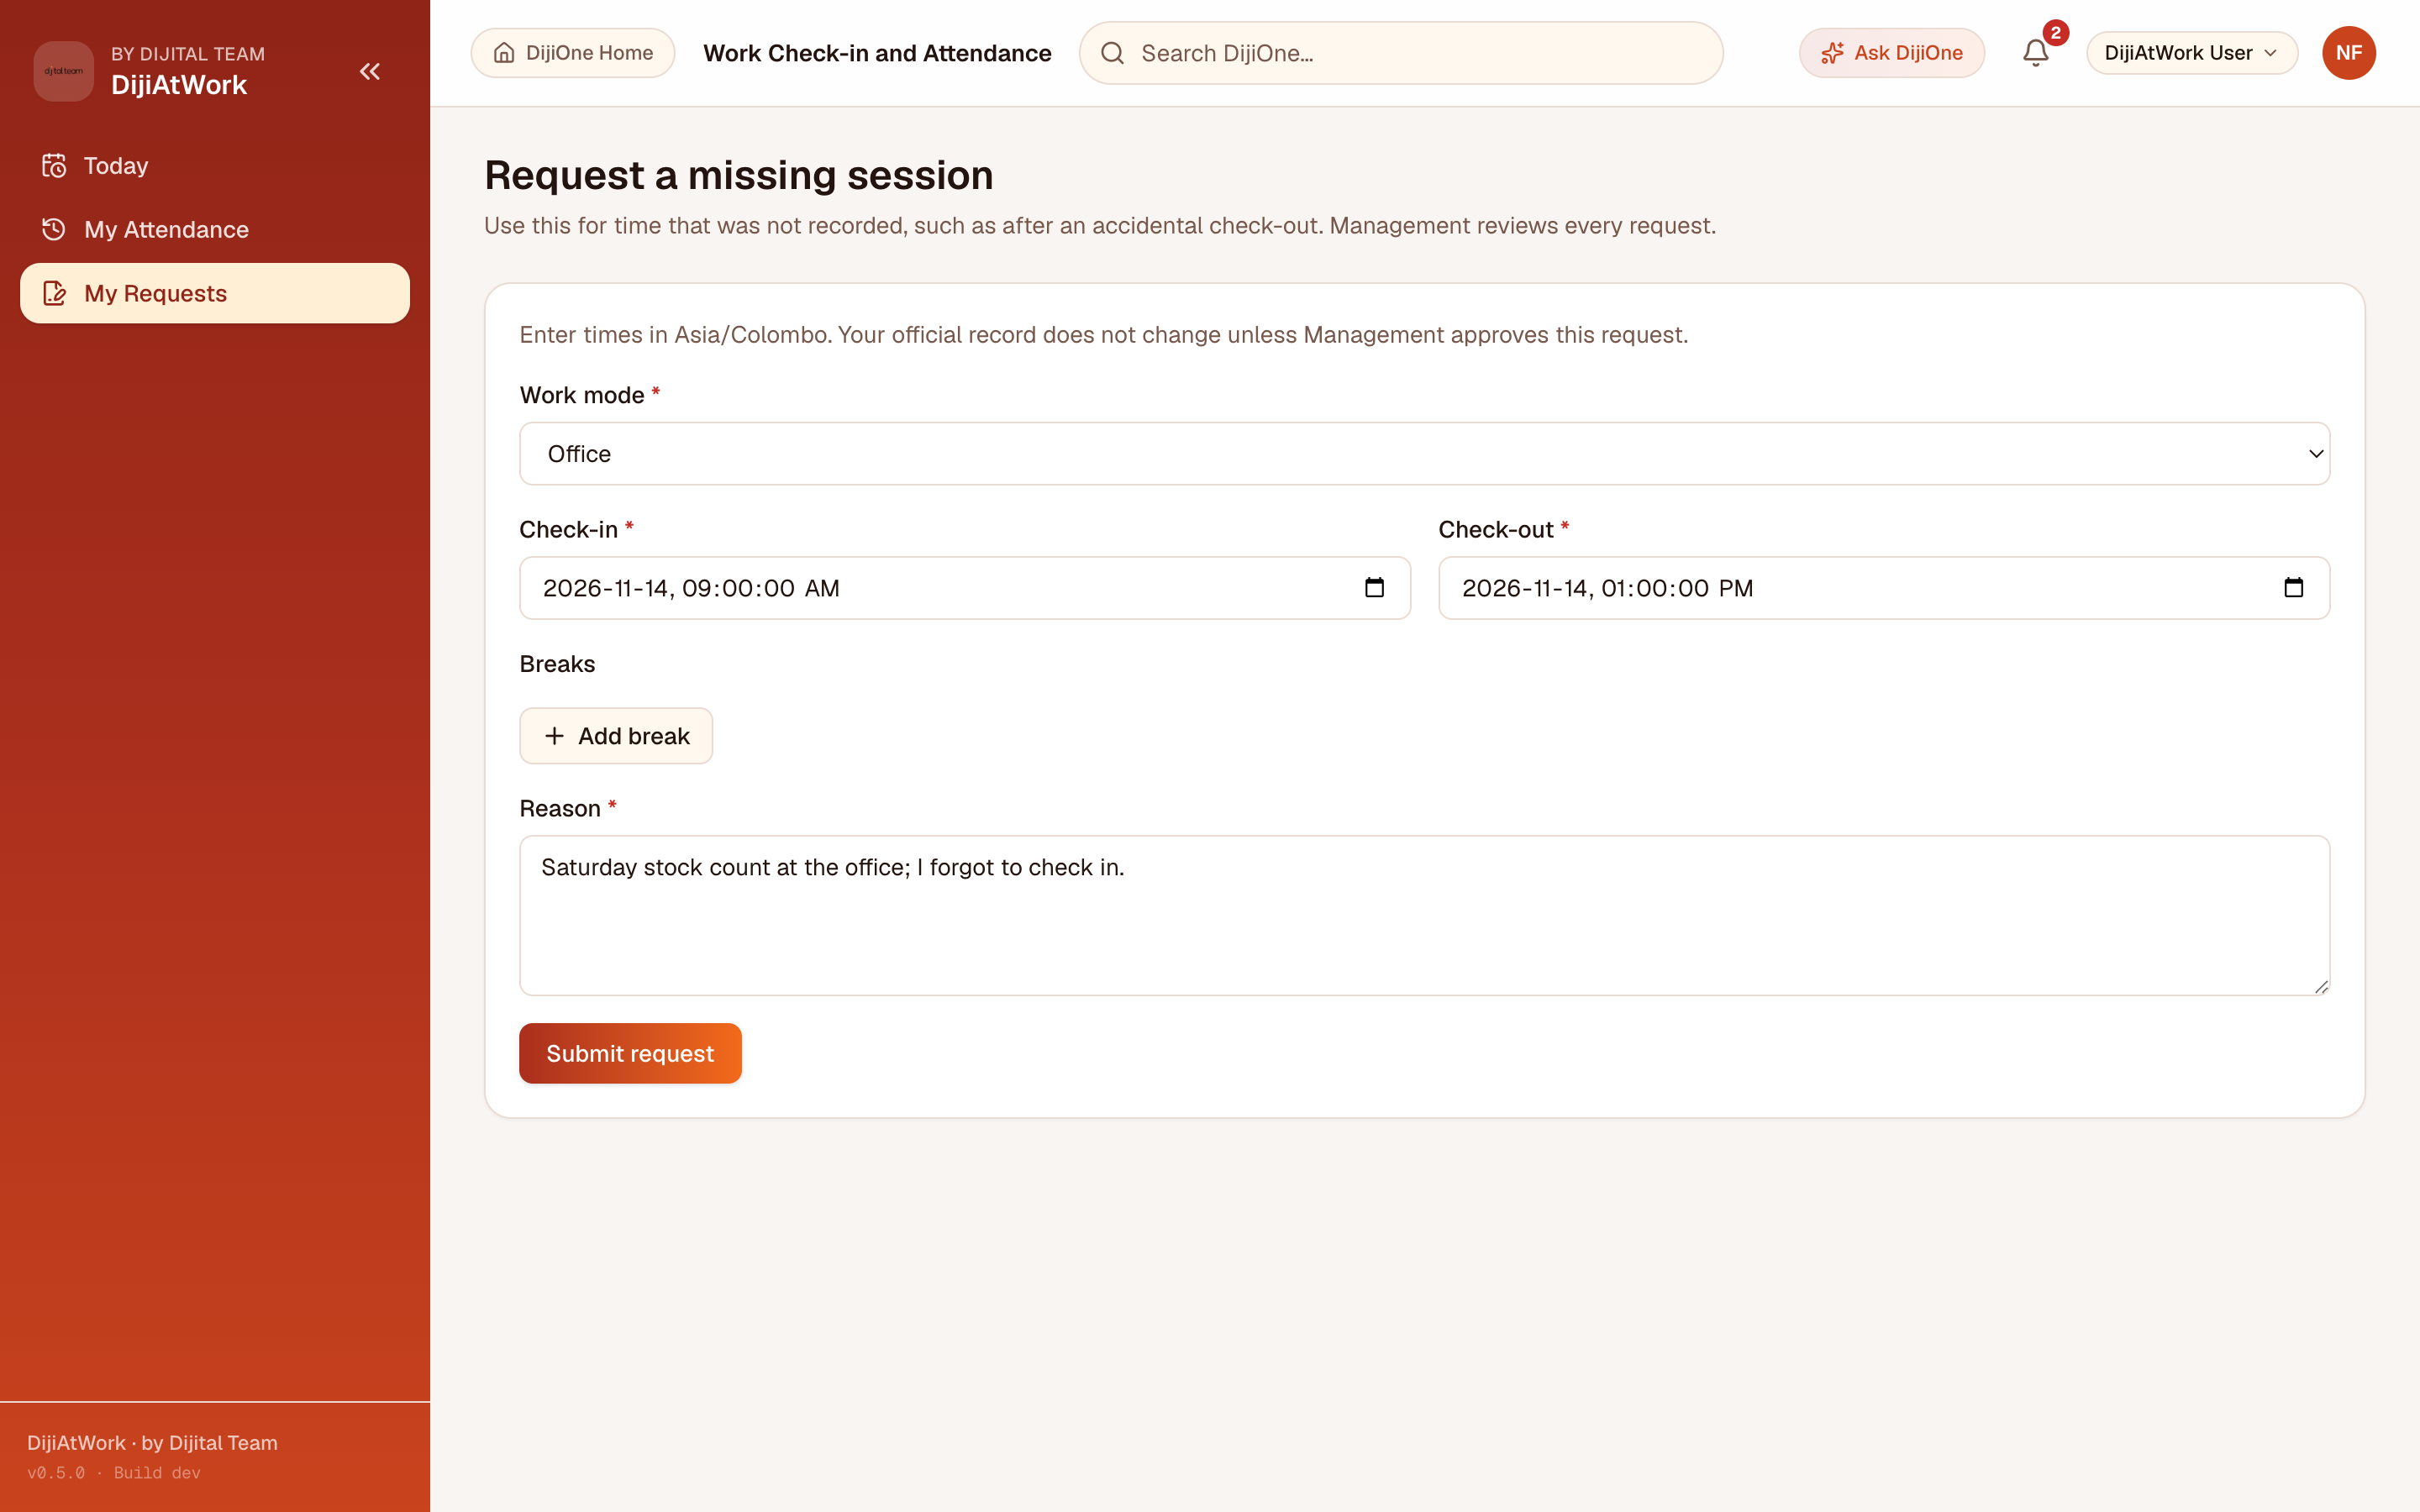 dijital team
BY DIJITAL TEAM
DijiAtWork
Today
My Attendance
My Requests
DijiAtWork · by Dijital Team
v0.5.0 · Build dev
DijiOne Home
Work Check-in and Attendance
Search DijiOne...
Ask DijiOne
2
DijiAtWork User
NF
Request a missing session
Use this for time that was not recorded, such as after an accidental check-out. Management reviews every request.
Enter times in Asia/Colombo. Your official record does not change unless Management approves this request.
Work mode *
Office
Check-in *
2026-11-14, 09:00:00 AM
Check-out *
2026-11-14, 01:00:00 PM
Breaks
Add break
Reason *
Saturday stock count at the office; I forgot to check in.
Submit request